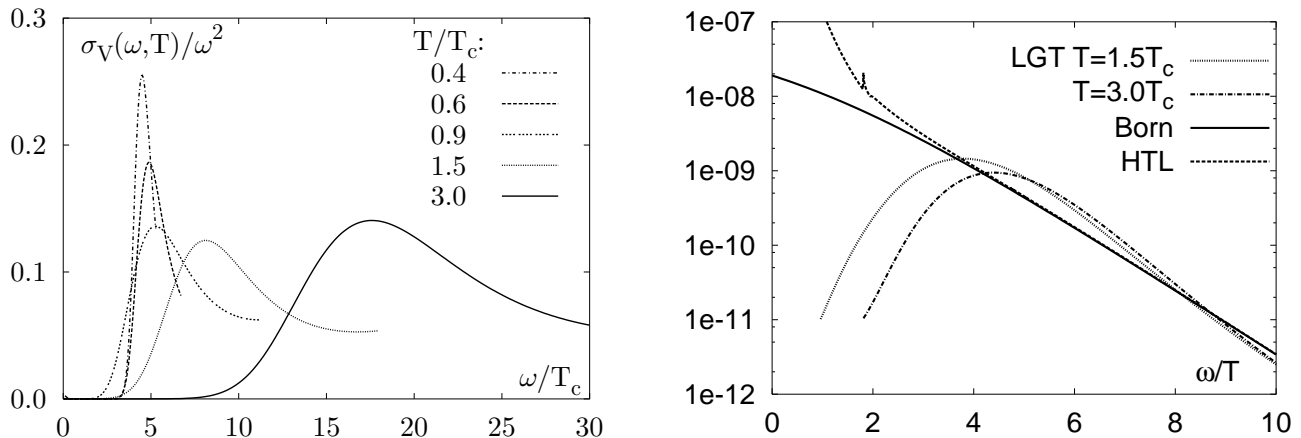 0.3
0.2
0.1
0.0
σV(ω,T)/ω²
T/Tc:
0.4
0.6
0.9
1.5
3.0
ω/Tc
0 5 10 15 20 25 30
1e-07
1e-08
1e-09
1e-10
1e-11
1e-12
LGT T=1.5Tc
T=3.0Tc
Born
HTL
ω/T
0 2 4 6 8 10